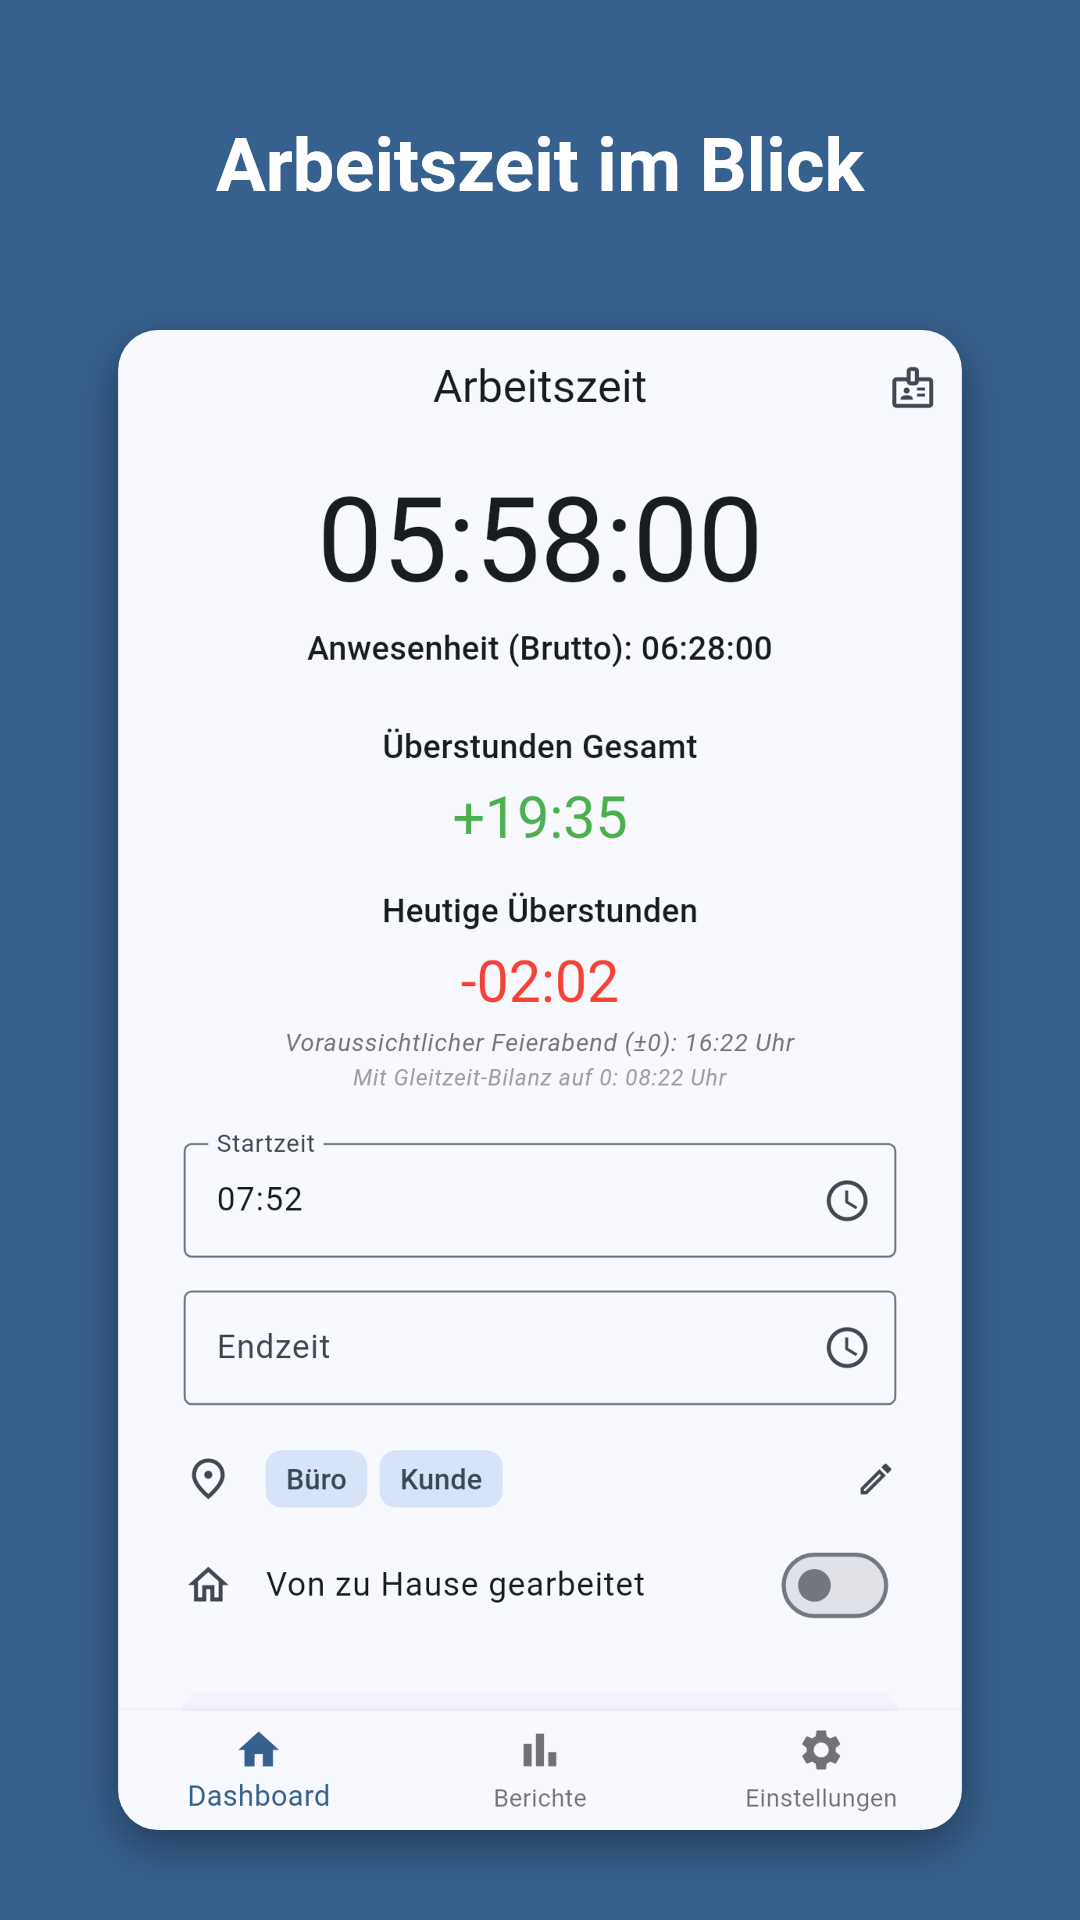 Arbeitszeit im Blick
Arbeitszeit
05:58:00
Anwesenheit (Brutto): 06:28:00
Überstunden Gesamt
+19:35
Heutige Überstunden
-02:02
Voraussichtlicher Feierabend (±0): 16:22 Uhr
Mit Gleitzeit-Bilanz auf 0: 08:22 Uhr
Startzeit
07:52
Endzeit
Büro Kunde
Von zu Hause gearbeitet
Dashboard Berichte Einstellungen